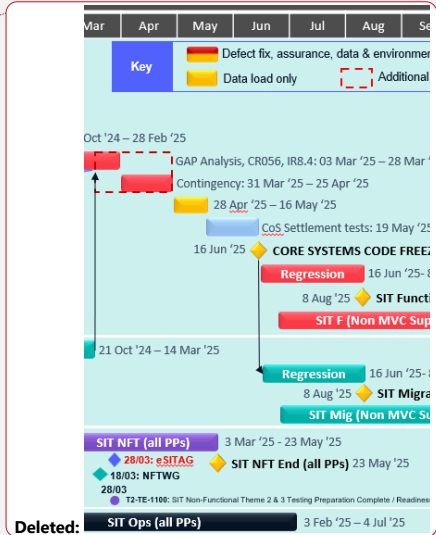 Mar Apr May Jun Jul Aug Se
Key
Defect fix, assurance, data & environmen
Data load only
Additional
Oct '24 – 28 Feb '25
GAP Analysis, CR056, IR8.4: 03 Mar '25 – 28 Mar '
Contingency: 31 Mar '25 – 25 Apr '25
28 Apr '25 – 16 May '25
CoS Settlement tests: 19 May '25
16 Jun '25 CORE SYSTEMS CODE FREEZ
Regression 16 Jun '25- 8
8 Aug '25 SIT Functi
SIT F (Non MVC Sup
21 Oct '24 – 14 Mar '25
Regression 16 Jun '25- 8
8 Aug '25 SIT Migra
SIT Mig (Non MVC Su
SIT NFT (all PPs) 3 Mar '25 - 23 May '25
28/03: eSITAG
SIT NFT End (all PPs) 23 May '25
18/03: NFTWG
28/03
T2-TE-1100: SIT Non-Functional Theme 2 & 3 Testing Preparation Complete / Readiness
Deleted: SIT Ops (all PPs) 3 Feb '25 – 4 Jul '25